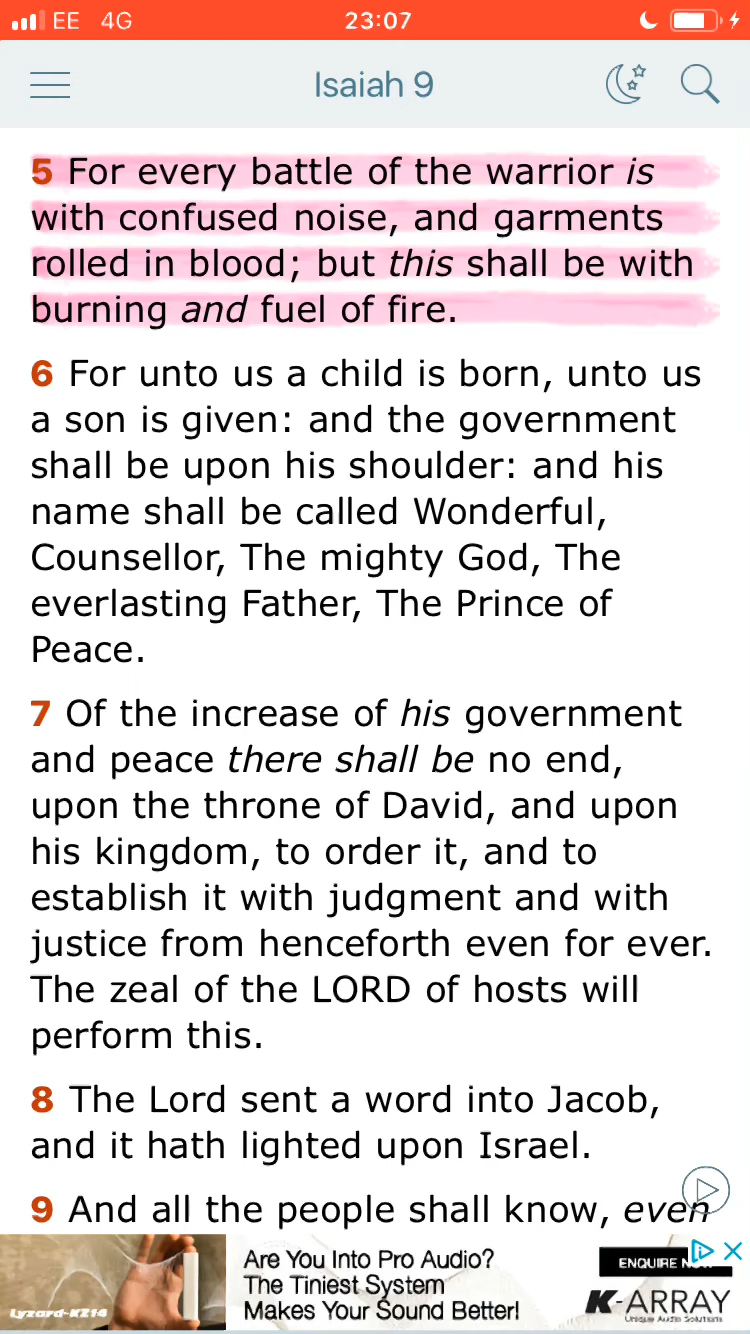 EE 4G 23:07
Isaiah 9
5 For every battle of the warrior is
with confused noise, and garments
rolled in blood; but this shall be with
burning and fuel of fire.
6 For unto us a child is born, unto us
a son is given: and the government
shall be upon his shoulder: and his
name shall be called Wonderful,
Counsellor, The mighty God, The
everlasting Father, The Prince of
Peace.
7 Of the increase of his government
and peace there shall be no end,
upon the throne of David, and upon
his kingdom, to order it, and to
establish it with judgment and with
justice from henceforth even for ever.
The zeal of the LORD of hosts will
perform this.
8 The Lord sent a word into Jacob,
and it hath lighted upon Israel.
9 And all the people shall know, even
Lyzard-KZ14
Are You Into Pro Audio?
The Tiniest System
Makes Your Sound Better!
ENQUIRE
K-ARRAY
Unique Audio Solutions